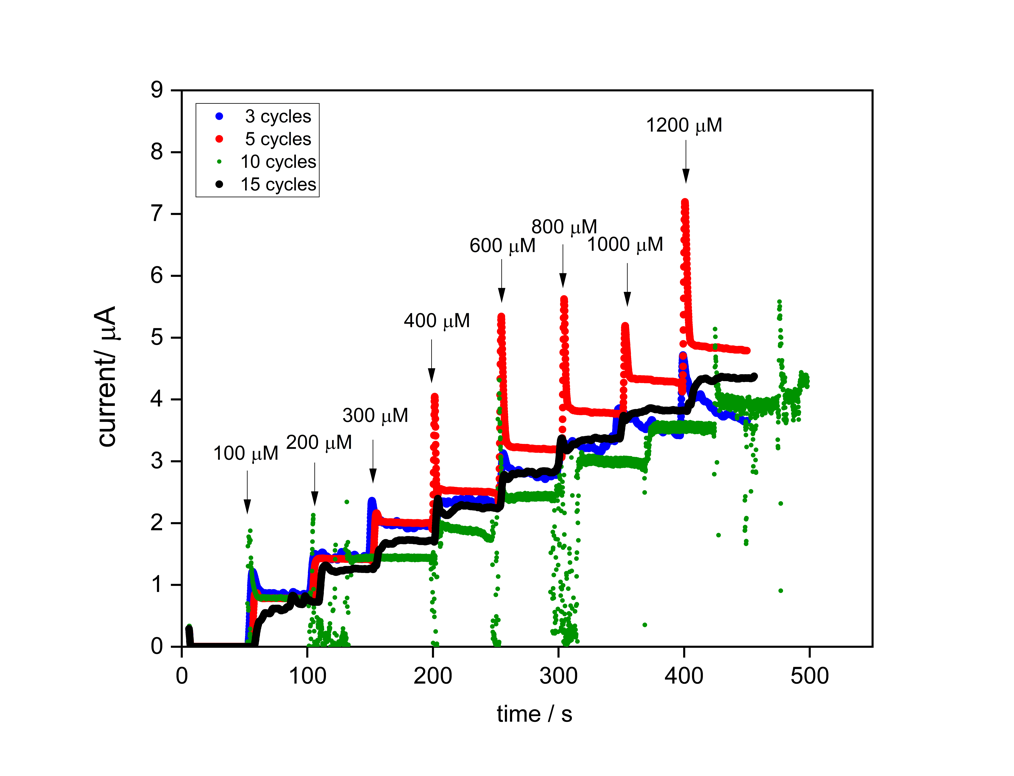 9
8
7
6
5
4
3
2
1
0
current/ μA
3 cycles
5 cycles
10 cycles
15 cycles
100 μM
200 μM
300 μM
400 μM
600 μM
800 μM
1000 μM
1200 μM
0 100 200 300 400 500
time / s